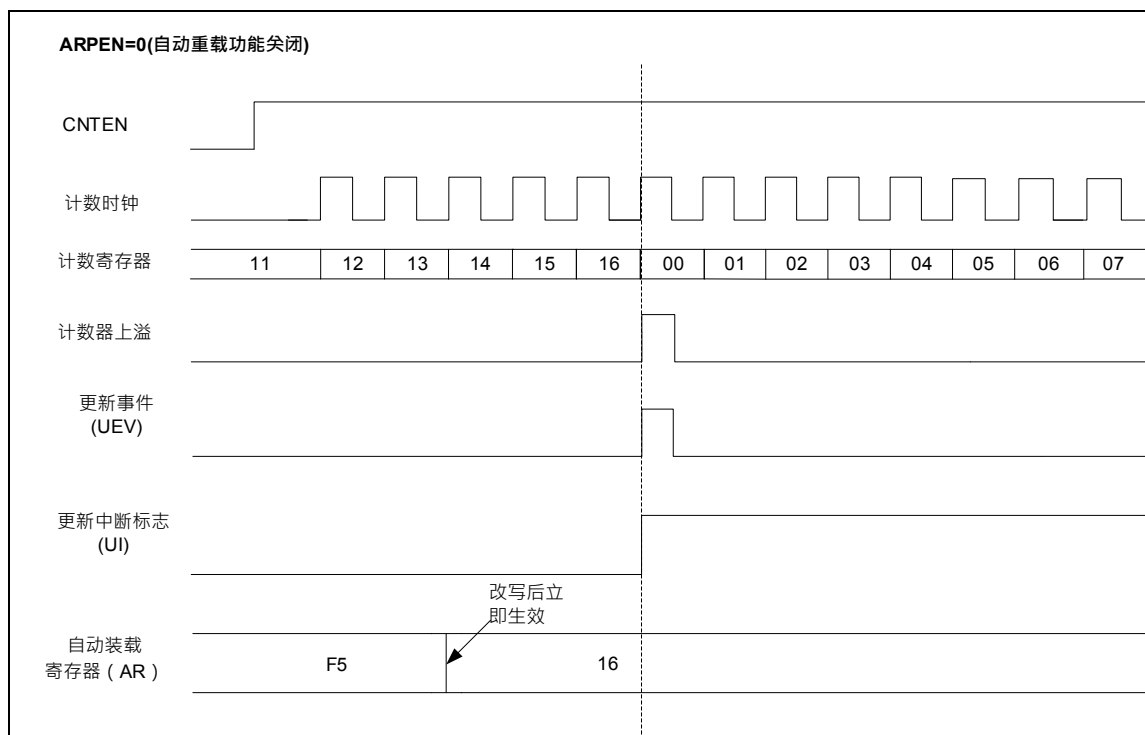 ARPEN=0(自动重载功能关闭)
CNTEN
计数时钟
计数寄存器
11 12 13 14 15 16 00 01 02 03 04 05 06 07
计数器上溢
更新事件
(UEV)
更新中断标志
(UI)
改写后立
即生效
自动装载
寄存器（AR）
F5 16